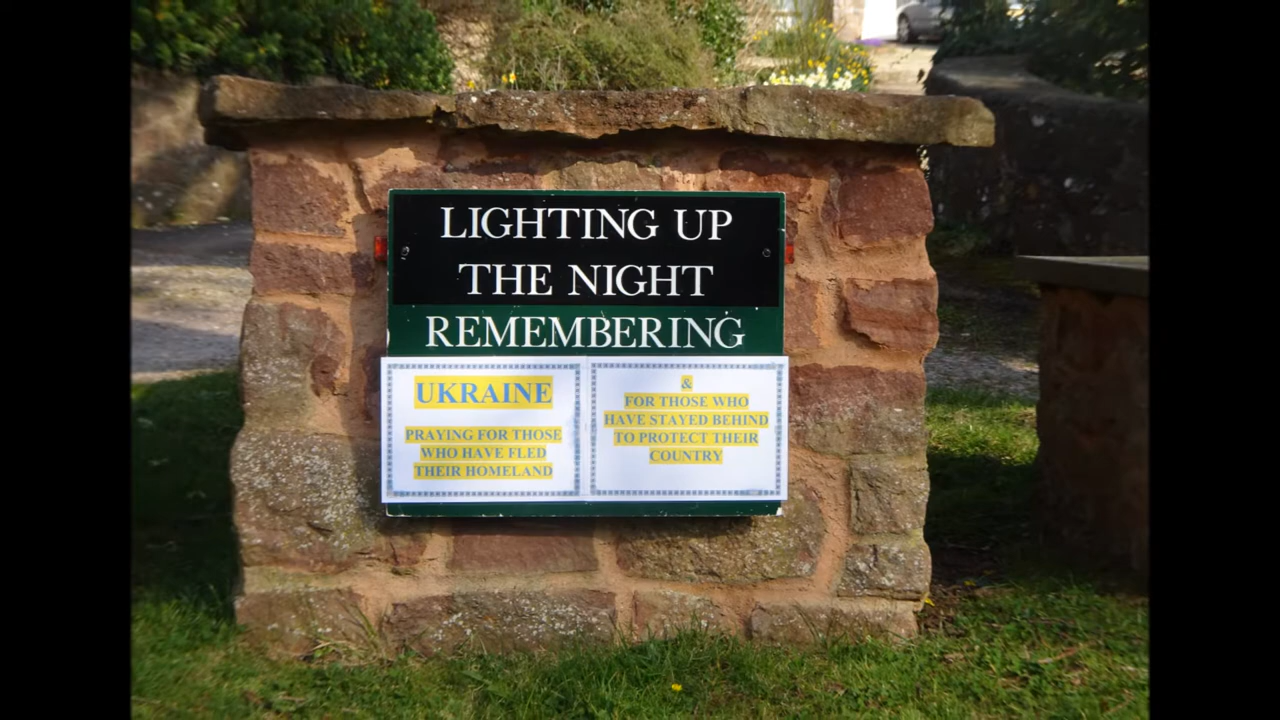 LIGHTING UP
THE NIGHT
REMEMBERING
UKRAINE
PRAYING FOR THOSE
WHO HAVE FLED
THEIR HOMELAND
&
FOR THOSE WHO
HAVE STAYED BEHIND
TO PROTECT THEIR
COUNTRY